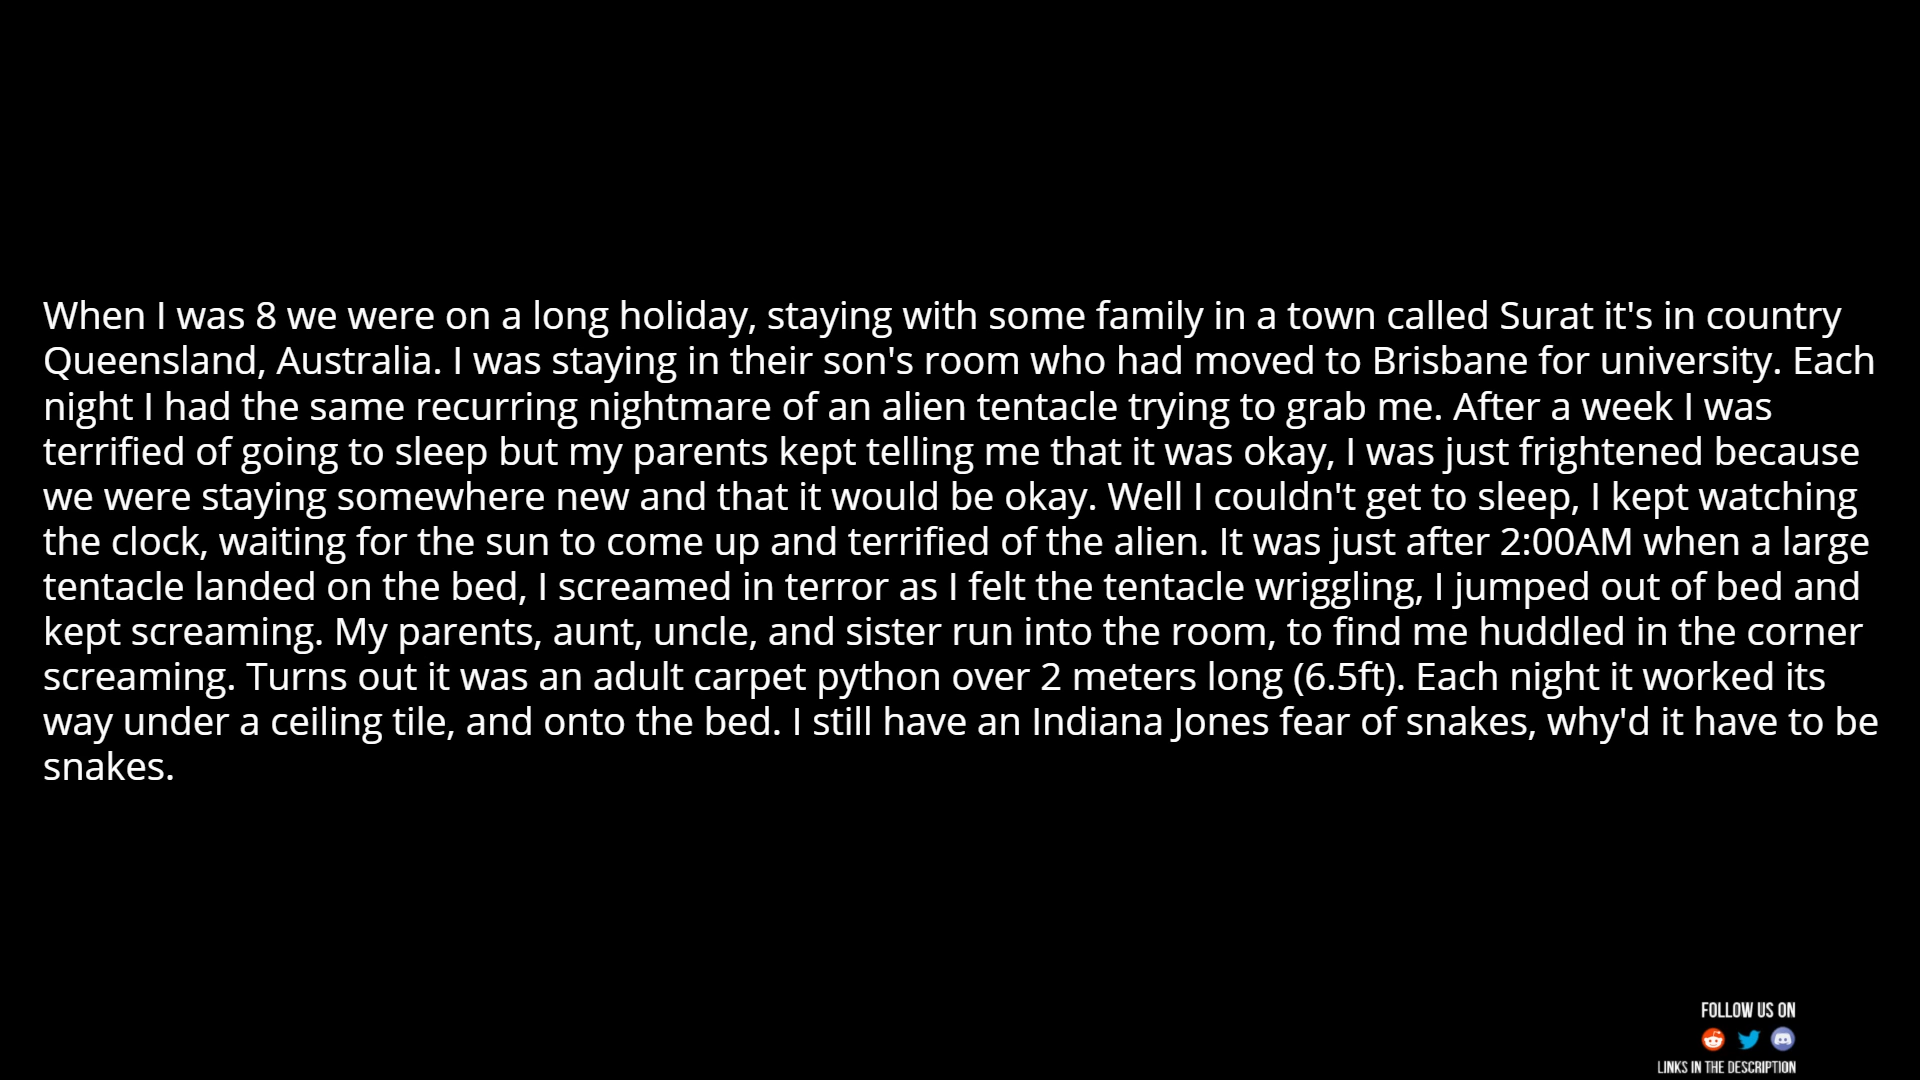 When I was 8 we were on a long holiday, staying with some family in a town called Surat it's in country
Queensland, Australia. I was staying in their son's room who had moved to Brisbane for university. Each
night I had the same recurring nightmare of an alien tentacle trying to grab me. After a week I was
terrified of going to sleep but my parents kept telling me that it was okay, I was just frightened because
we were staying somewhere new and that it would be okay. Well I couldn't get to sleep, I kept watching
the clock, waiting for the sun to come up and terrified of the alien. It was just after 2:00AM when a large
tentacle landed on the bed, I screamed in terror as I felt the tentacle wriggling, I jumped out of bed and
kept screaming. My parents, aunt, uncle, and sister run into the room, to find me huddled in the corner
screaming. Turns out it was an adult carpet python over 2 meters long (6.5ft). Each night it worked its
way under a ceiling tile, and onto the bed. I still have an Indiana Jones fear of snakes, why'd it have to be
snakes.
FOLLOW US ON
LINKS IN THE DESCRIPTION